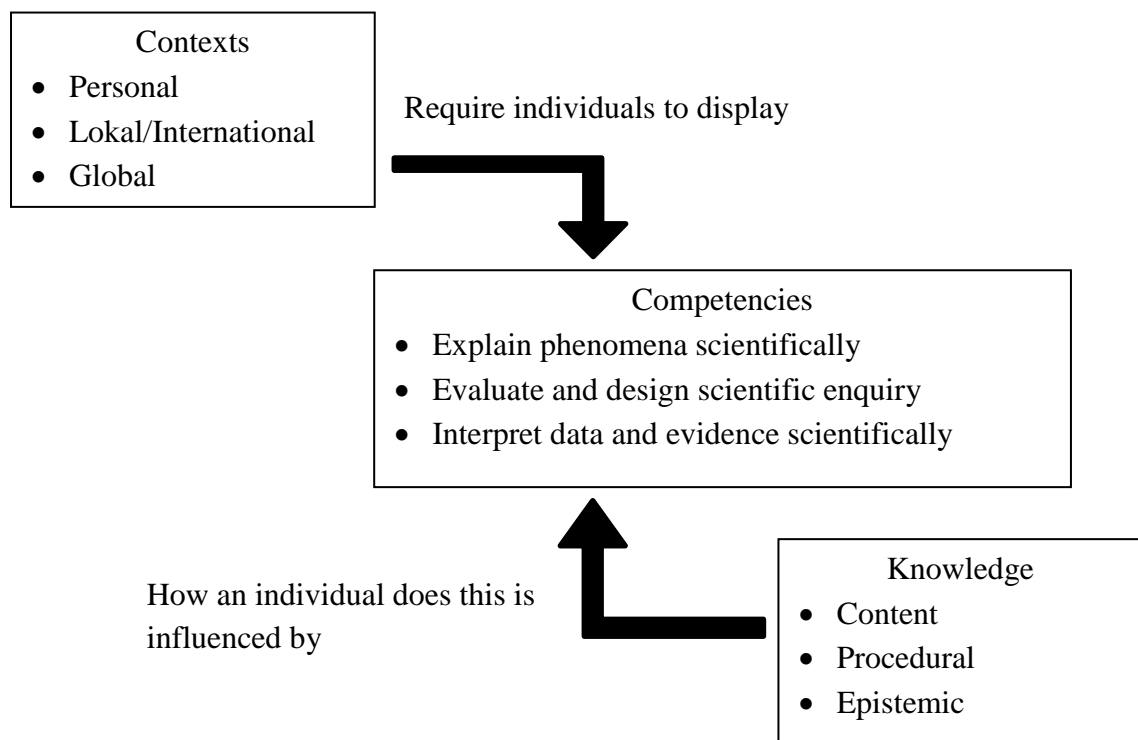 Contexts
• Personal
• Lokal/International
• Global
Require individuals to display
Competencies
• Explain phenomena scientifically
• Evaluate and design scientific enquiry
• Interpret data and evidence scientifically
How an individual does this is
influenced by
Knowledge
• Content
• Procedural
• Epistemic